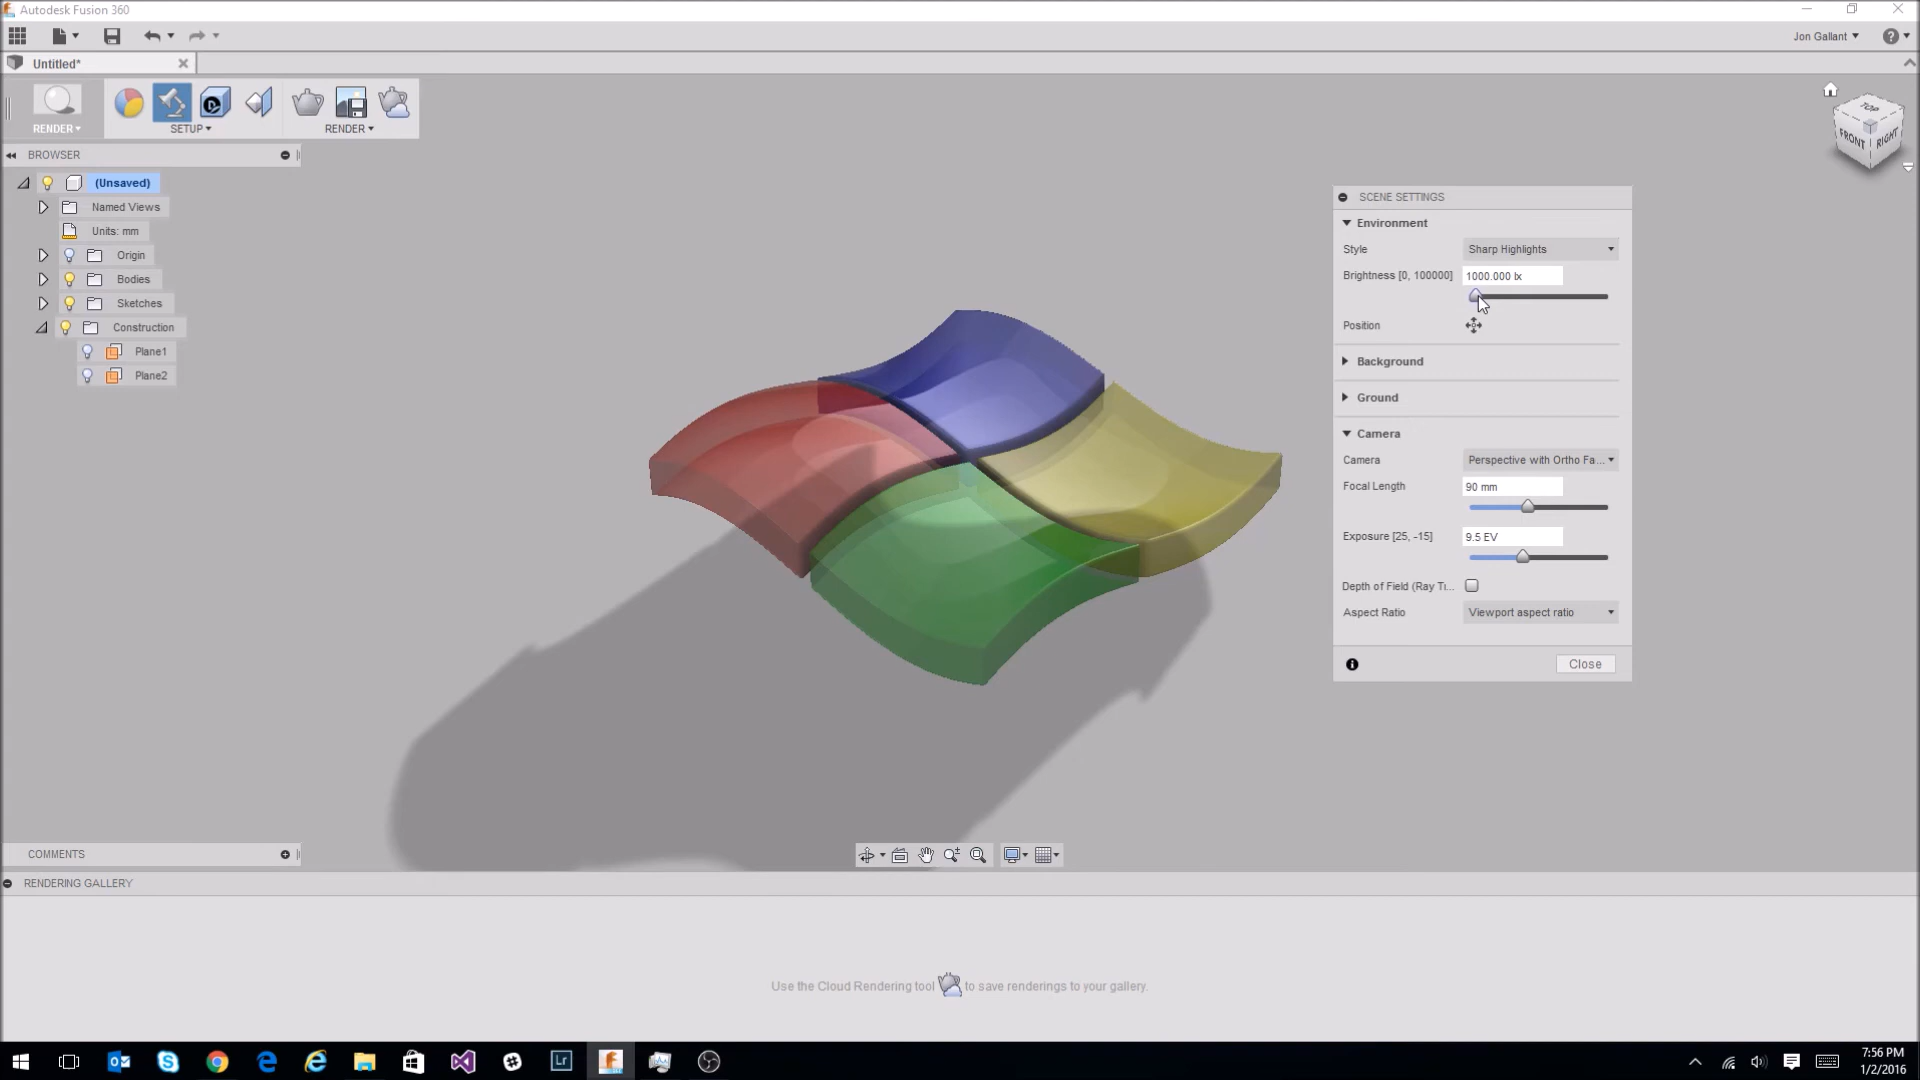 Autodesk Fusion 360
Jon Gallant
Untitled*
RENDER
SETUP
RENDER
BROWSER
(Unsaved)
Named Views
Units: mm
Origin
Bodies
Sketches
Construction
Plane1
Plane2
TOP
FRONT
RIGHT
SCENE SETTINGS
Environment
Style Sharp Highlights
Brightness [0, 100000] 1000.000 lx
Position
Background
Ground
Camera
Camera Perspective with Ortho Fa...
Focal Length 90 mm
Exposure [25, -15] 9.5 EV
Depth of Field (Ray Tr...
Aspect Ratio Viewport aspect ratio
Close
COMMENTS
RENDERING GALLERY
Use the Cloud Rendering tool to save renderings to your gallery.
Lr
7:56 PM
1/2/2016